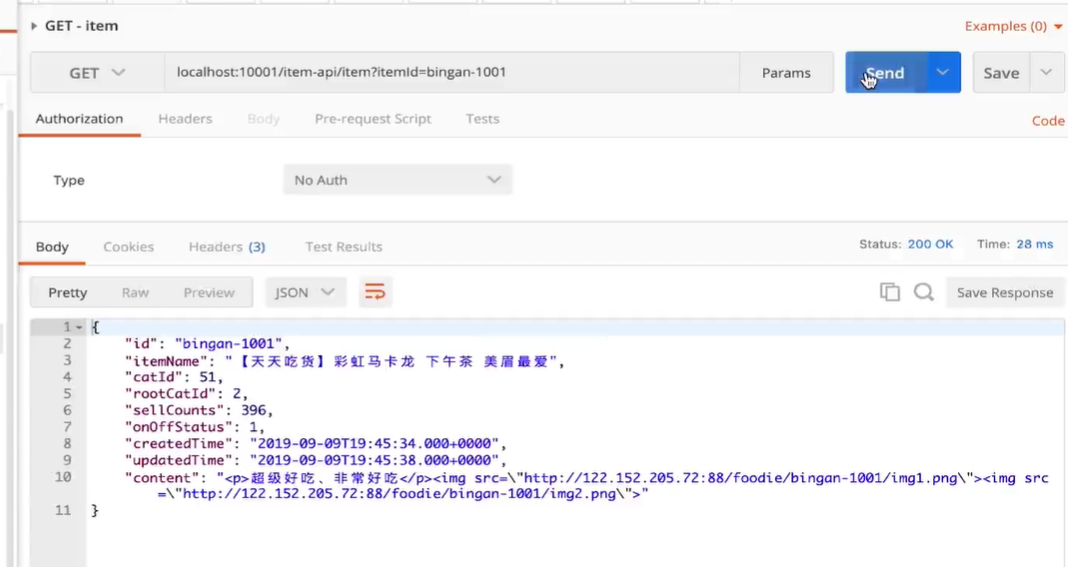 GET - item
Examples (0)
GET
localhost:10001/item-api/item?itemId=bingan-1001
Params
Send
Save
Authorization
Headers
Body
Pre-request Script
Tests
Code
Type
No Auth
Body
Cookies
Headers (3)
Test Results
Status: 200 OK
Time: 28 ms
Pretty
Raw
Preview
JSON
Save Response
1 {
2 "id": "bingan-1001",
3 "itemName": "【天天吃货】彩虹马卡龙 下午茶 美眉最爱",
4 "catId": 51,
5 "rootCatId": 2,
6 "sellCounts": 396,
7 "onOffStatus": 1,
8 "createdTime": "2019-09-09T19:45:34.000+0000",
9 "updatedTime": "2019-09-09T19:45:38.000+0000",
10 "content": "<p>超级好吃、非常好吃</p><img src=\"http://122.152.205.72:88/foodie/bingan-1001/img1.png\"><img src
=\"http://122.152.205.72:88/foodie/bingan-1001/img2.png\">"
11 }